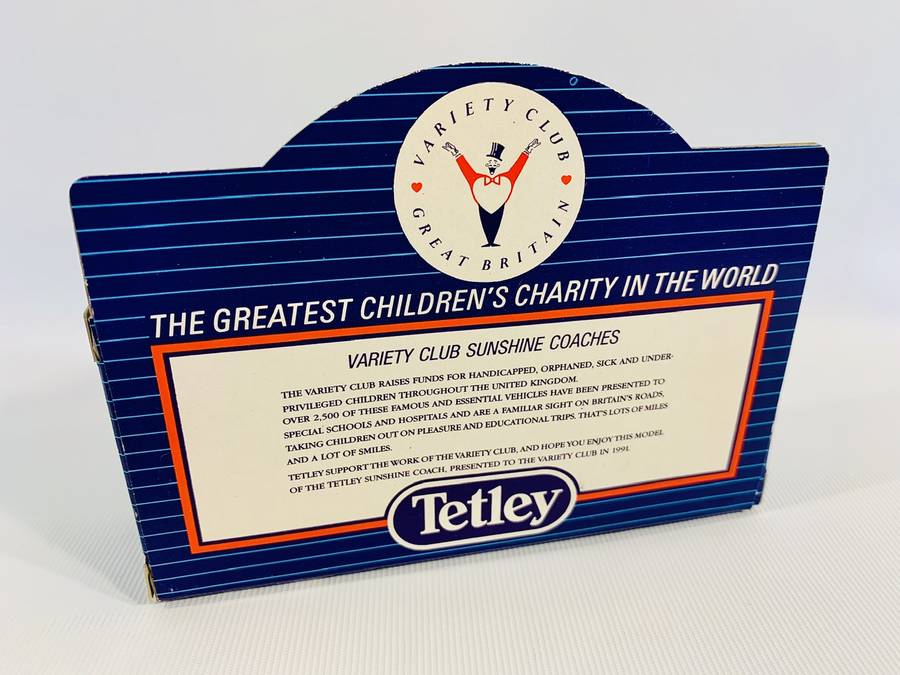 VARIETY CLUB
GREAT BRITAIN
THE GREATEST CHILDREN'S CHARITY IN THE WORLD
VARIETY CLUB SUNSHINE COACHES
THE VARIETY CLUB RAISES FUNDS FOR HANDICAPPED, ORPHANED, SICK AND UNDER-
PRIVILEGED CHILDREN THROUGHOUT THE UNITED KINGDOM.
OVER 2,500 OF THESE FAMOUS AND ESSENTIAL VEHICLES HAVE BEEN PRESENTED TO
SPECIAL SCHOOLS AND HOSPITALS AND ARE A FAMILIAR SIGHT ON BRITAIN'S ROADS,
TAKING CHILDREN OUT ON PLEASURE AND EDUCATIONAL TRIPS. THAT'S LOTS OF MILES
AND A LOT OF SMILES.
TETLEY SUPPORT THE WORK OF THE VARIETY CLUB, AND HOPE YOU ENJOY THIS MODEL
OF THE TETLEY SUNSHINE COACH, PRESENTED TO THE VARIETY CLUB IN 1991.
Tetley